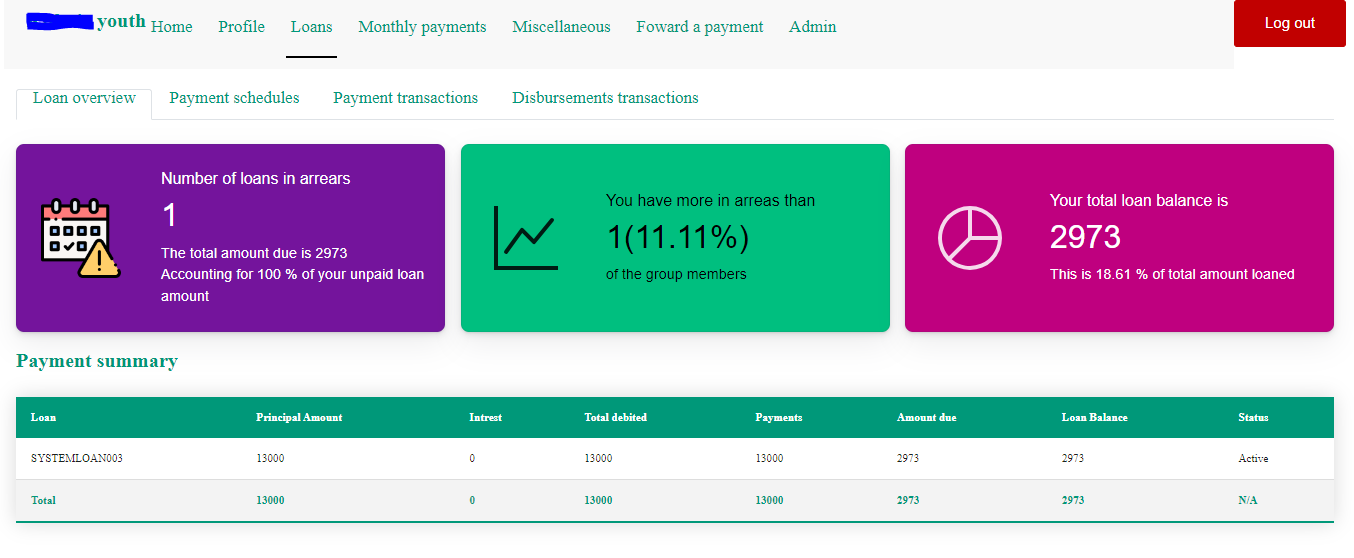 youth Home Profile Loans Monthly payments Miscellaneous Foward a payment Admin Log out
Loan overview Payment schedules Payment transactions Disbursements transactions
Number of loans in arrears
1
The total amount due is 2973
Accounting for 100 % of your unpaid loan
amount
You have more in arreas than
1(11.11%)
of the group members
Your total loan balance is
2973
This is 18.61 % of total amount loaned
Payment summary
Loan Principal Amount Intrest Total debited Payments Amount due Loan Balance Status
SYSTEMLOAN003 13000 0 13000 13000 2973 2973 Active
Total 13000 0 13000 13000 2973 2973 N/A